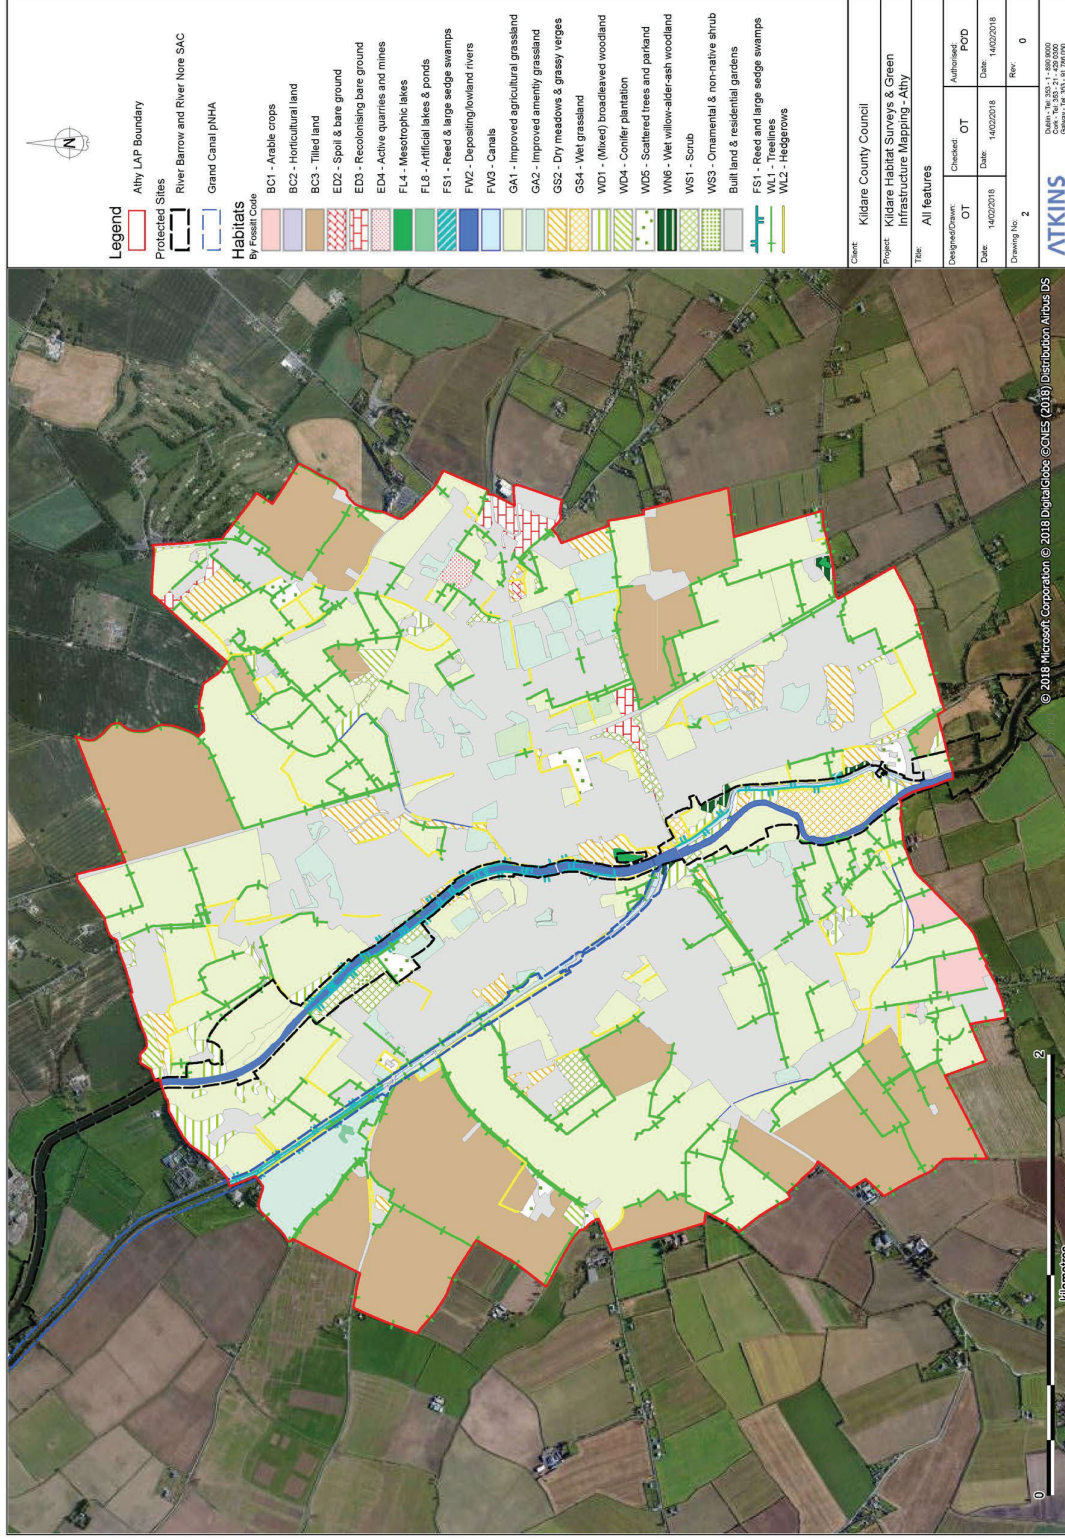 N
Legend
Athy LAP Boundary
Protected Sites
River Barrow and River Nore SAC
Grand Canal pNHA
Habitats
By Fossitt Code
BC1 - Arable crops
BC2 - Horticultural land
BC3 - Tilled land
ED2 - Spoil & bare ground
ED3 - Recolonising bare ground
ED4 - Active quarries and mines
FL4 - Mesotrophic lakes
FL8 - Artificial lakes & ponds
FS1 - Reed & large sedge swamps
FW2 - Depositing/lowland rivers
FW3 - Canals
GA1 - Improved agricultural grassland
GA2 - Improved amenity grassland
GS2 - Dry meadows & grassy verges
GS4 - Wet grassland
WD1 - (Mixed) broadleaved woodland
WD4 - Conifer plantation
WD5 - Scattered trees and parkand
WN6 - Wet willow-alder-ash woodland
WS1 - Scrub
WS3 - Ornamental & non-native shrub
Built land & residential gardens
FS1 - Reed and large sedge swamps
WL1 - Treelines
WL2 - Hedgerows
Client: Kildare County Council
Project: Kildare Habitat Surveys & Green
Infrastructure Mapping - Athy
Title: All features
Designed/Drawn: OT
Checked: OT
Authorised: POD
Date: 14/02/2018
Date: 14/02/2018
Date: 14/02/2018
Drawing No: 2
Rev: 0
ATKINS
0
2
kilometres
© 2018 Microsoft Corporation © 2018 DigitalGlobe ©CNES (2018) Distribution Airbus DS